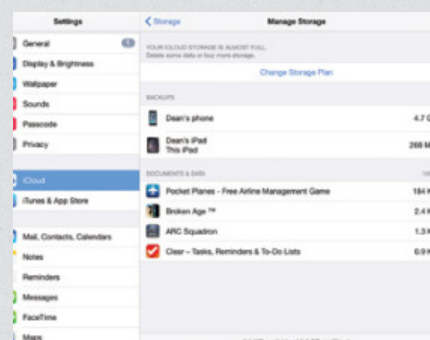 Settings
General
Display & Brightness
Wallpaper
Sounds
Passcode
Privacy
iCloud
iTunes & App Store
Mail, Contacts, Calendars
Notes
Reminders
Messages
FaceTime
Maps
Storage
Manage Storage
YOUR ICLOUD STORAGE IS ALMOST FULL.
Delete some data or buy more storage.
Change Storage Plan
BACKUPS
Dean's phone 4.7 G
Dean's iPad
This iPad 268 M
DOCUMENTS & DATA
Pocket Planes - Free Airline Management Game 184 K
Broken Age ™ 2.4 K
ARC Squadron 1.3 K
Clear – Tasks, Reminders & To-Do Lists 0.9 K